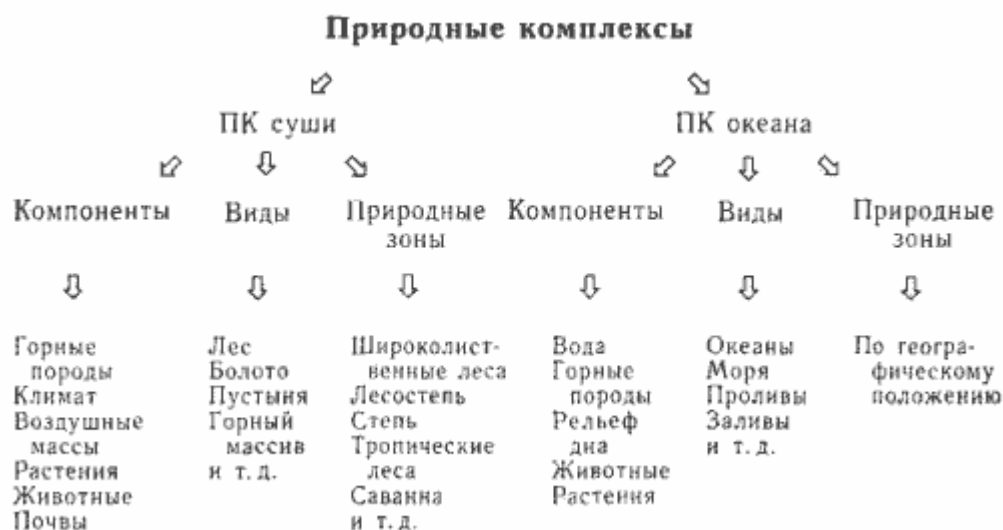 Природные комплексы
ПК суши
ПК океана
Компоненты
Виды
Природные
зоны
Компоненты
Виды
Природные
зоны
Горные
породы
Климат
Воздушные
массы
Растения
Животные
Почвы
Лес
Болото
Пустыня
Горный
массив
и т. д.
Широколист-
венные леса
Лесостепь
Степь
Тропические
леса
Саванна
и т. д.
Вода
Горные
породы
Рельеф
дна
Животные
Растения
Океаны
Моря
Проливы
Заливы
и т. д.
По геогра-
фическому
положению